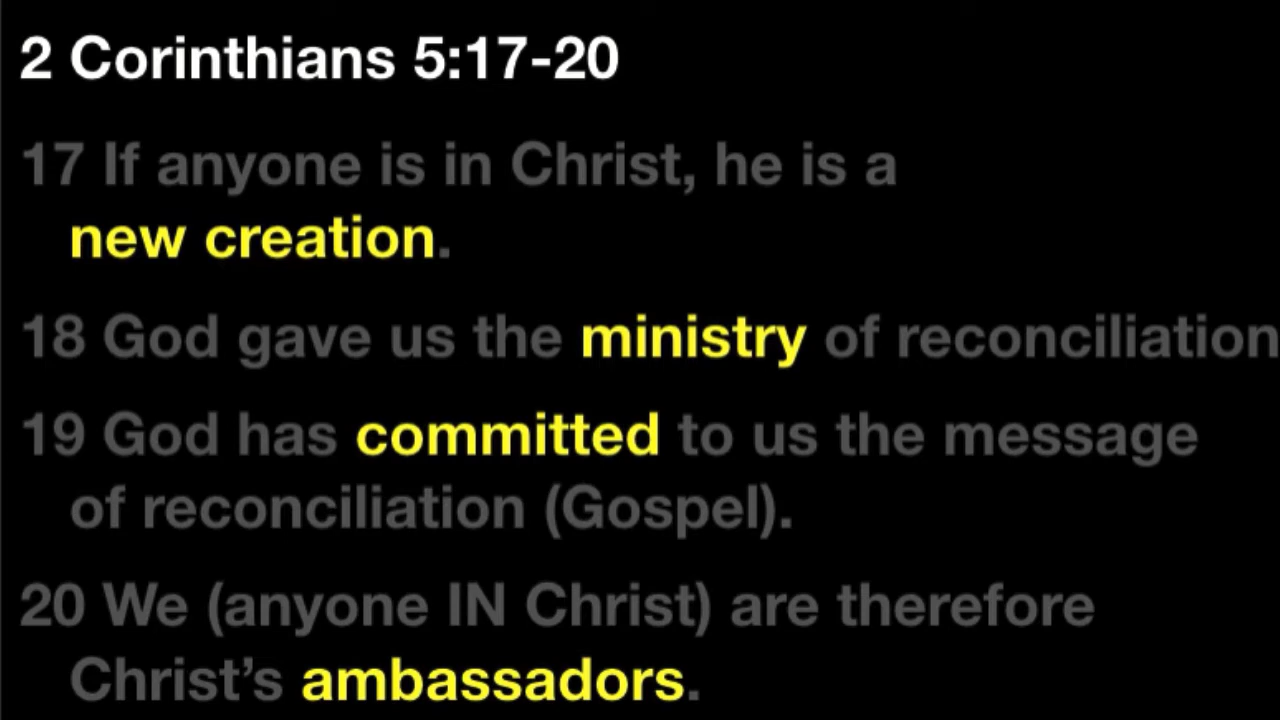 2 Corinthians 5:17-20
17 If anyone is in Christ, he is a
new creation.
18 God gave us the ministry of reconciliation
19 God has committed to us the message
of reconciliation (Gospel).
20 We (anyone IN Christ) are therefore
Christ’s ambassadors.